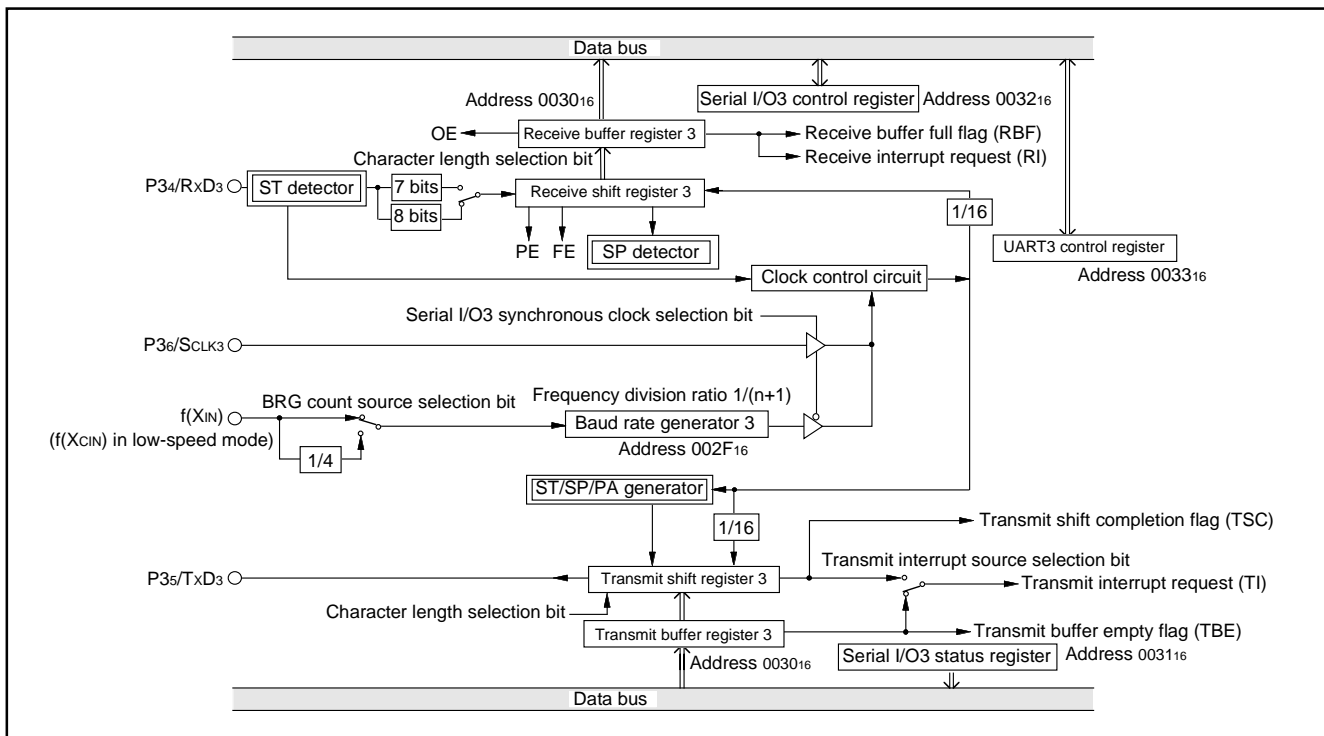 Data bus
Address 003016
Serial I/O3 control register
Address 003216
OE
Receive buffer register 3
Receive buffer full flag (RBF)
Receive interrupt request (RI)
Character length selection bit
P34/RXD3
ST detector
7 bits
8 bits
Receive shift register 3
1/16
PE
FE
SP detector
UART3 control register
Address 003316
Clock control circuit
Serial I/O3 synchronous clock selection bit
P36/SCLK3
BRG count source selection bit
Frequency division ratio 1/(n+1)
f(XIN)
(f(XCIN) in low-speed mode)
Baud rate generator 3
Address 002F16
1/4
ST/SP/PA generator
1/16
Transmit shift completion flag (TSC)
Transmit interrupt source selection bit
P35/TXD3
Transmit shift register 3
Transmit interrupt request (TI)
Character length selection bit
Transmit buffer register 3
Transmit buffer empty flag (TBE)
Address 003016
Serial I/O3 status register
Address 003116
Data bus